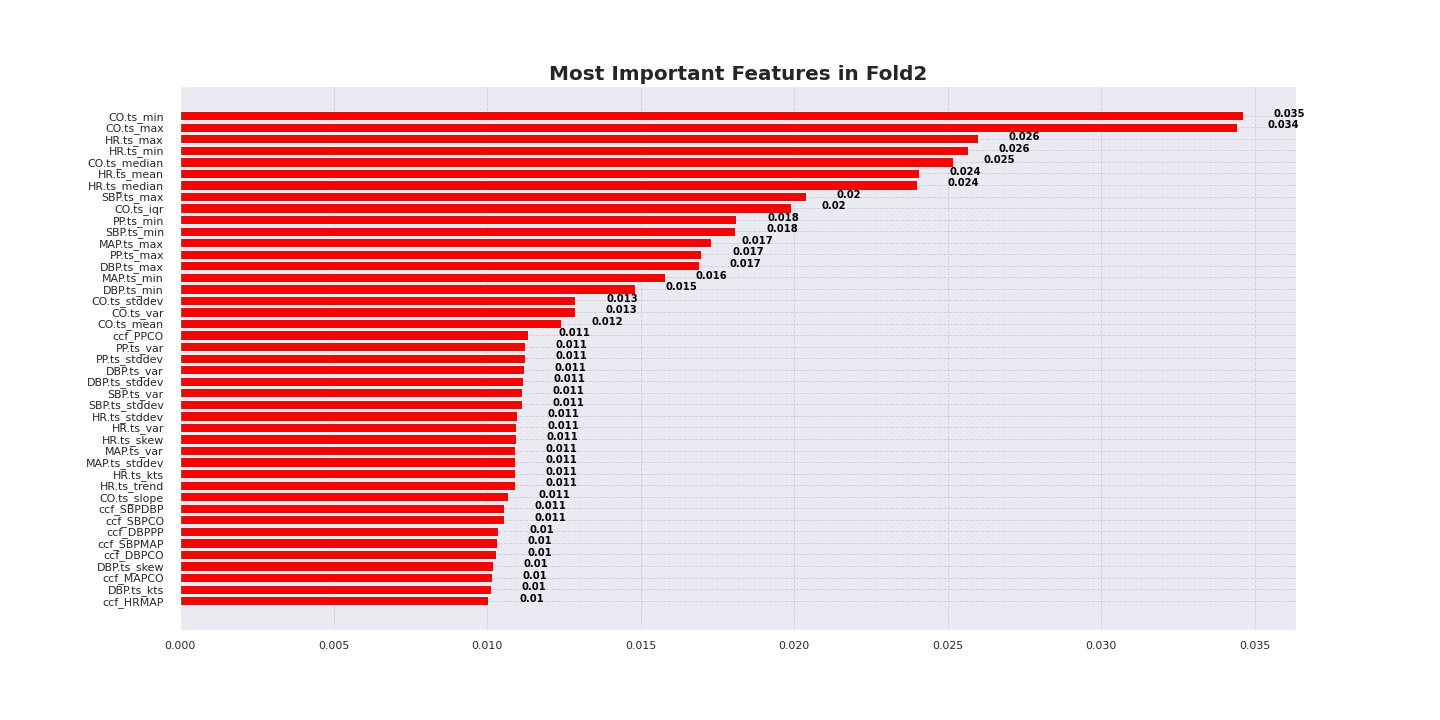 Most Important Features in Fold2
CO.ts_min 0.035
CO.ts_max 0.034
HR.ts_max 0.026
HR.ts_min 0.026
CO.ts_median 0.025
HR.ts_mean 0.024
HR.ts_median 0.024
SBP.ts_max 0.02
CO.ts_iqr 0.02
PP.ts_min 0.018
SBP.ts_min 0.018
MAP.ts_max 0.017
PP.ts_max 0.017
DBP.ts_max 0.017
MAP.ts_min 0.016
DBP.ts_min 0.015
CO.ts_stddev 0.013
CO.ts_var 0.013
CO.ts_mean 0.012
ccf_PPCO 0.011
PP.ts_var 0.011
PP.ts_stddev 0.011
DBP.ts_var 0.011
DBP.ts_stddev 0.011
SBP.ts_var 0.011
SBP.ts_stddev 0.011
HR.ts_stddev 0.011
HR.ts_var 0.011
HR.ts_skew 0.011
MAP.ts_var 0.011
MAP.ts_stddev 0.011
HR.ts_kts 0.011
HR.ts_trend 0.011
CO.ts_slope 0.011
ccf_SBPDBP 0.011
ccf_SBPCO 0.011
ccf_DBPPP 0.01
ccf_SBPMAP 0.01
ccf_DBPCO 0.01
DBP.ts_skew 0.01
ccf_MAPCO 0.01
DBP.ts_kts 0.01
ccf_HRMAP 0.01
0.000 0.005 0.010 0.015 0.020 0.025 0.030 0.035